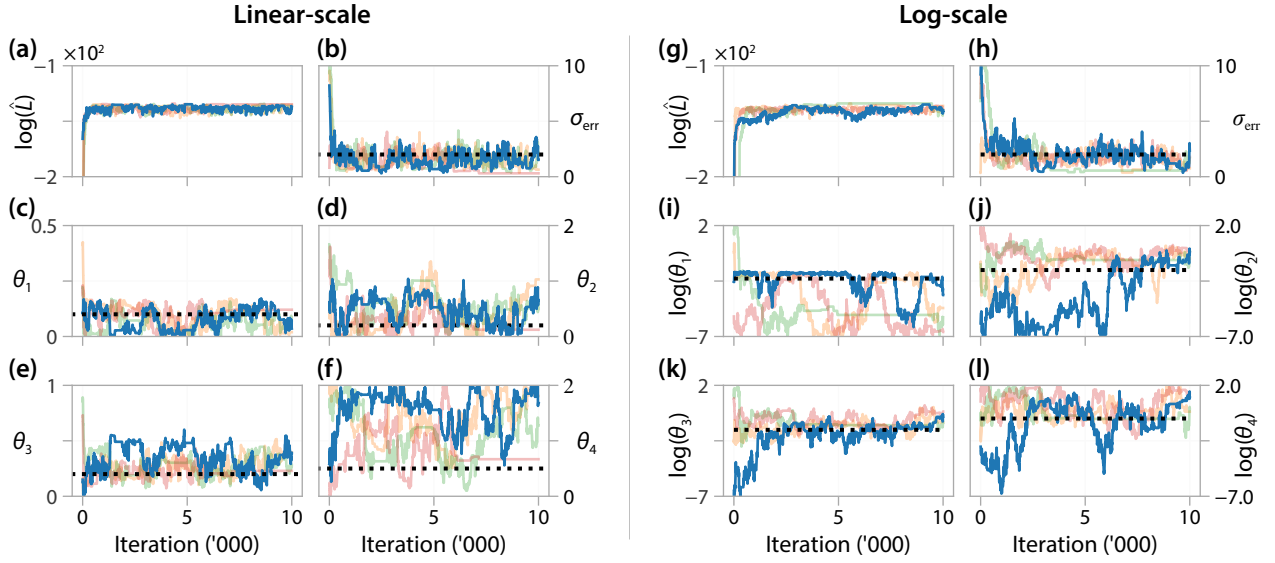 Linear-scale
Log-scale
(a)
×10²
−1
−2
log(L̂)
(b)
10
0
σerr
(g)
−1
−2
log(L̂)
(h)
10
0
σerr
(c)
0.5
0
θ1
(d)
2
0
θ2
(i)
2
−7
log(θ1)
(j)
2.0
−7.0
log(θ2)
(e)
1
0
θ3
0
5
10
Iteration ('000)
(f)
2
0
θ4
0
5
10
Iteration ('000)
(k)
2
−7
log(θ3)
0
5
10
Iteration ('000)
(l)
2.0
−7.0
log(θ4)
0
5
10
Iteration ('000)